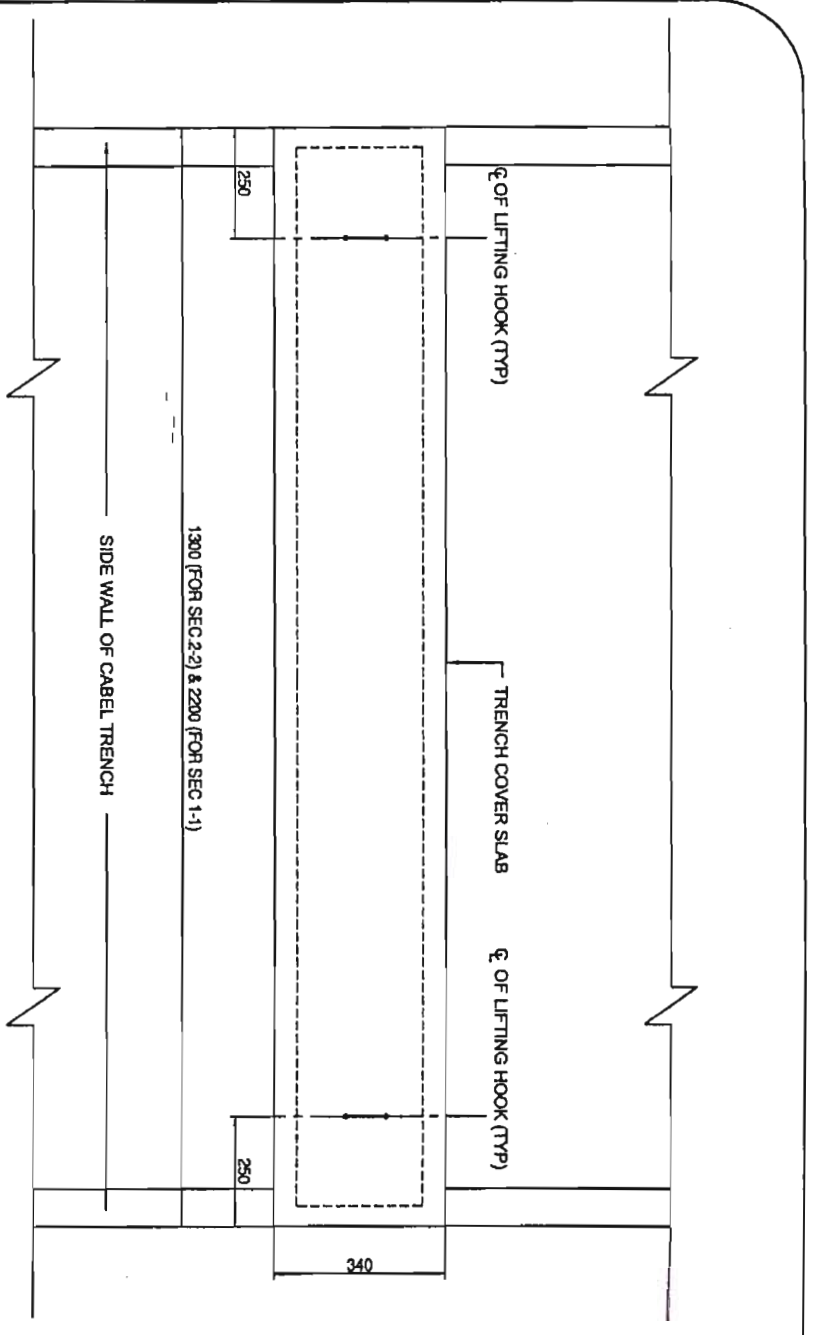 ℄ OF LIFTING HOOK (TYP)
TRENCH COVER SLAB
℄ OF LIFTING HOOK (TYP)
340
250
250
1300 (FOR SEC.2-2) & 2200 (FOR SEC 1-1)
SIDE WALL OF CABEL TRENCH